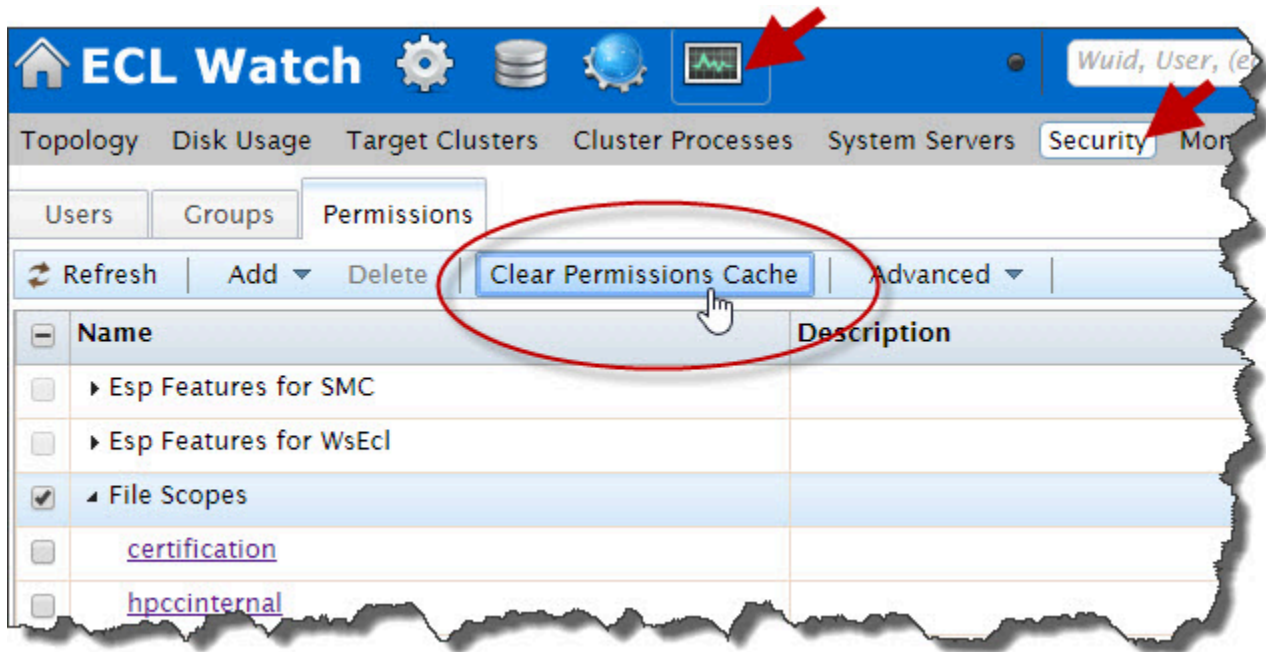 ECL Watch Wuid, User, (e
Topology Disk Usage Target Clusters Cluster Processes System Servers Security Mon
Users Groups Permissions
Refresh Add Delete Clear Permissions Cache Advanced
Name Description
Esp Features for SMC
Esp Features for WsEcl
File Scopes
certification
hpccinternal